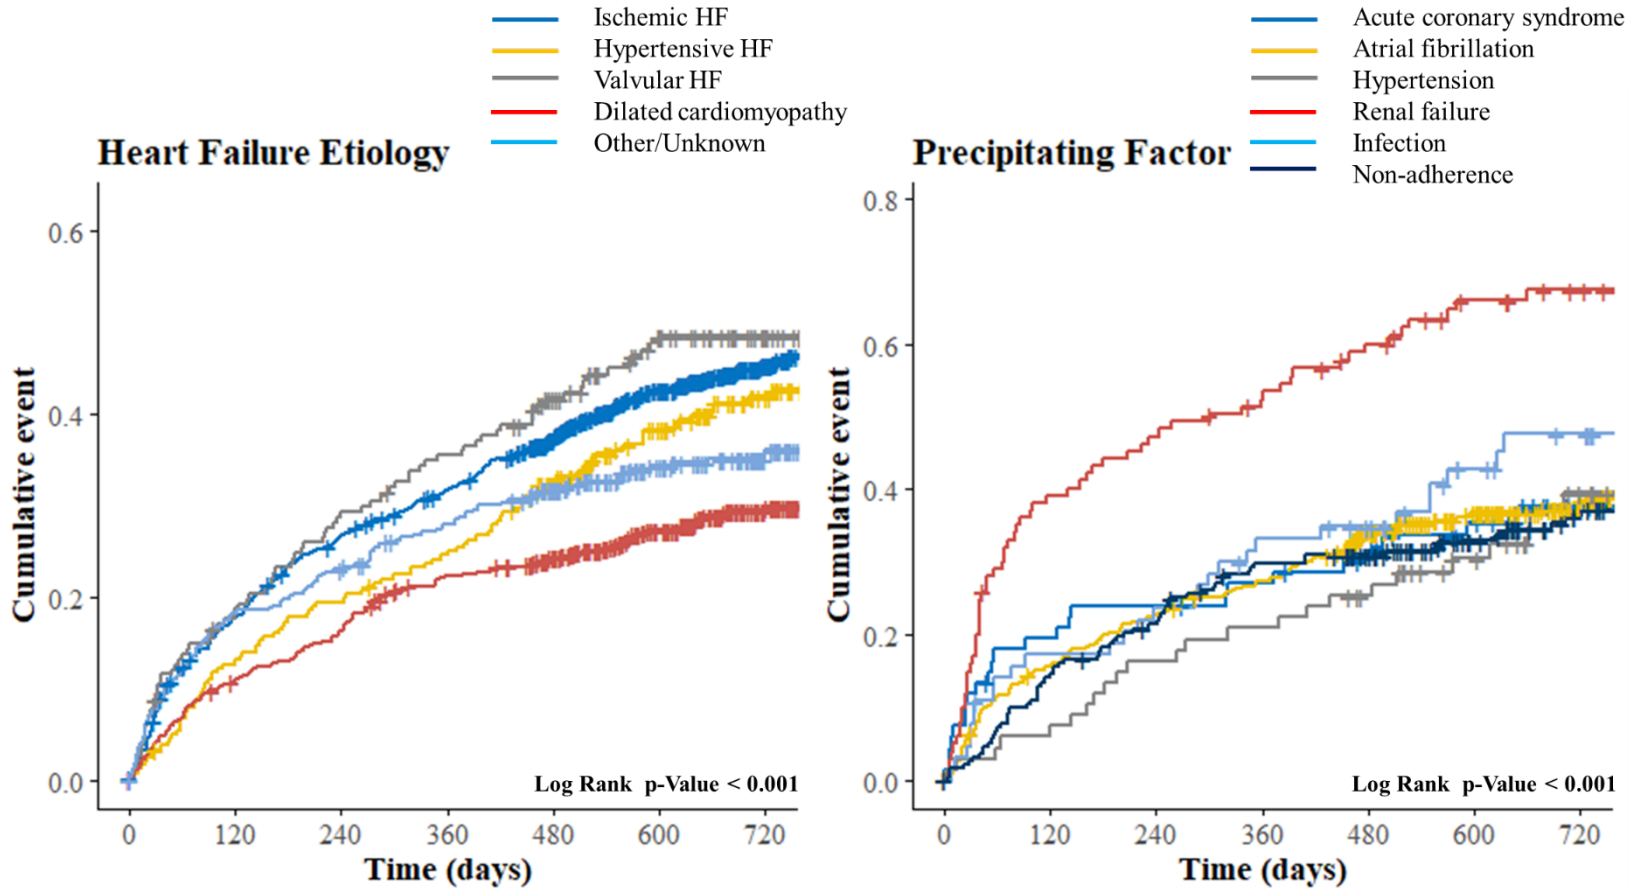 Ischemic HF
Hypertensive HF
Valvular HF
Dilated cardiomyopathy
Other/Unknown
Heart Failure Etiology
Cumulative event
0.6
0.4
0.2
0.0
Log Rank p-Value < 0.001
0 120 240 360 480 600 720
Time (days)
Acute coronary syndrome
Atrial fibrillation
Hypertension
Renal failure
Infection
Non-adherence
Precipitating Factor
Cumulative event
0.8
0.6
0.4
0.2
0.0
Log Rank p-Value < 0.001
0 120 240 360 480 600 720
Time (days)